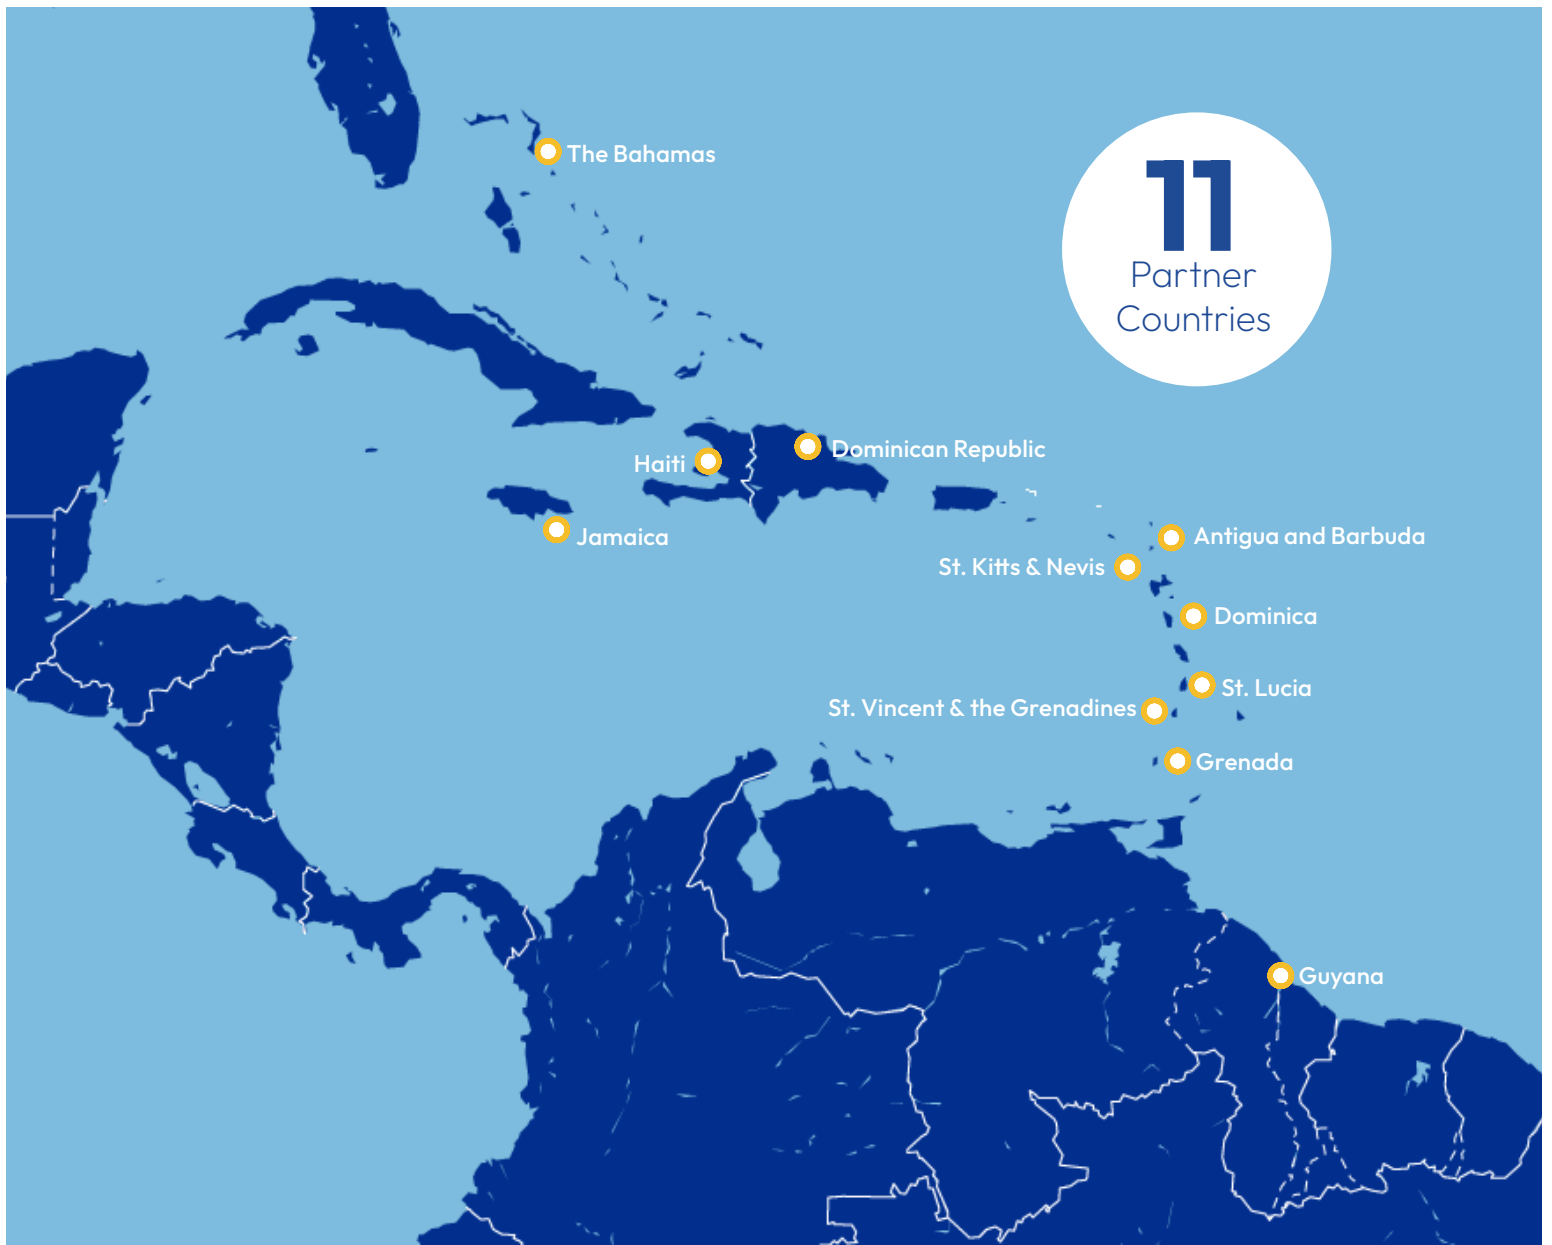 The Bahamas
11
Partner
Countries
Haiti
Dominican Republic
Jamaica
Antigua and Barbuda
St. Kitts & Nevis
Dominica
St. Lucia
St. Vincent & the Grenadines
Grenada
Guyana